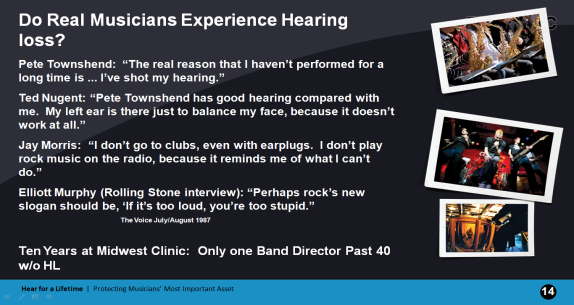 Do Real Musicians Experience Hearing
loss?
Pete Townshend:  “The real reason that I haven’t performed for a
long time is ... I’ve shot my hearing.”
Ted Nugent: “Pete Townshend has good hearing compared with
me.  My left ear is there just to balance my face, because it doesn’t
work at all.”
Jay Morris:  “I don’t go to clubs, even with earplugs.  I don’t play
rock music on the radio, because it reminds me of what I can’t
do.”
Elliott Murphy (Rolling Stone interview): “Perhaps rock’s new
slogan should be, ‘If it’s too loud, you’re too stupid.”
The Voice July/August 1987
Ten Years at Midwest Clinic:  Only one Band Director Past 40
w/o HL
Hear for a Lifetime | Protecting Musicians’ Most Important Asset
14